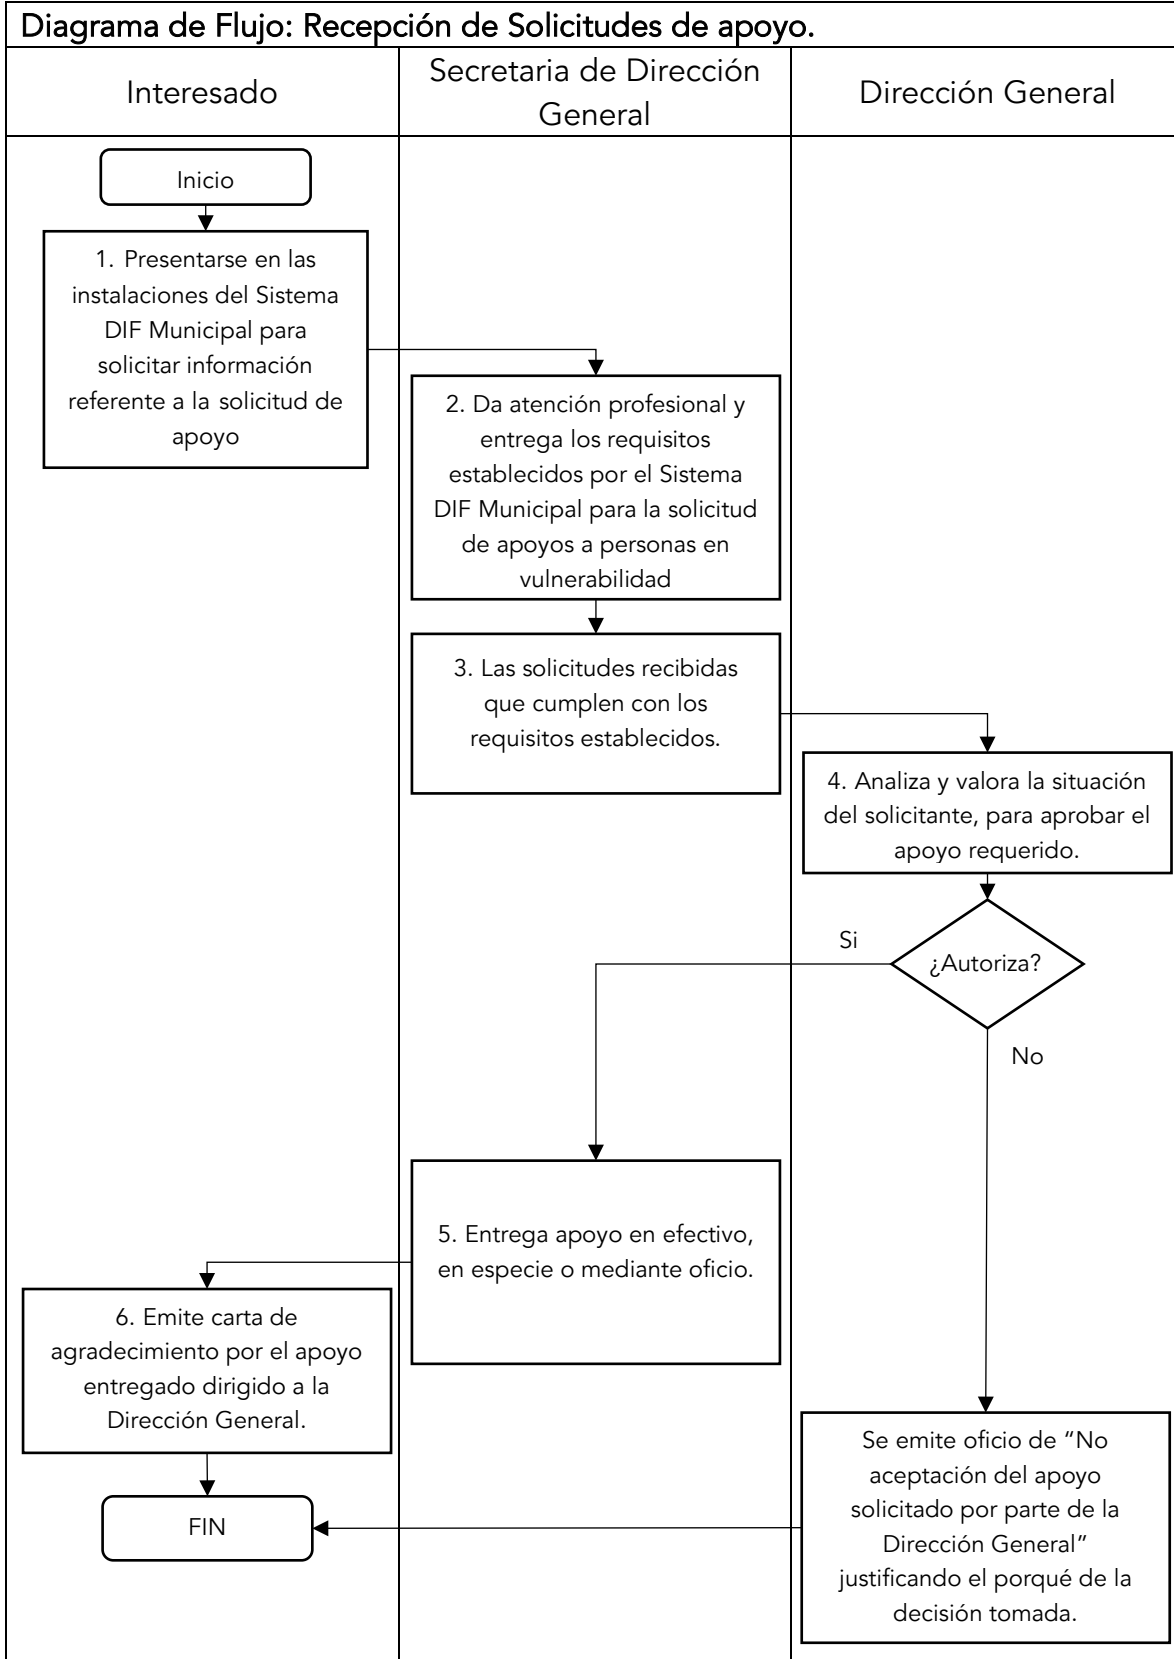 Diagrama de Flujo: Recepción de Solicitudes de apoyo.
Interesado
Secretaria de Dirección
General
Dirección General
Inicio
1. Presentarse en las
instalaciones del Sistema
DIF Municipal para
solicitar información
referente a la solicitud de
apoyo
2. Da atención profesional y
entrega los requisitos
establecidos por el Sistema
DIF Municipal para la solicitud
de apoyos a personas en
vulnerabilidad
3. Las solicitudes recibidas
que cumplen con los
requisitos establecidos.
4. Analiza y valora la situación
del solicitante, para aprobar el
apoyo requerido.
Si
¿Autoriza?
No
5. Entrega apoyo en efectivo,
en especie o mediante oficio.
6. Emite carta de
agradecimiento por el apoyo
entregado dirigido a la
Dirección General.
Se emite oficio de “No
aceptación del apoyo
solicitado por parte de la
Dirección General”
justificando el porqué de la
decisión tomada.
FIN